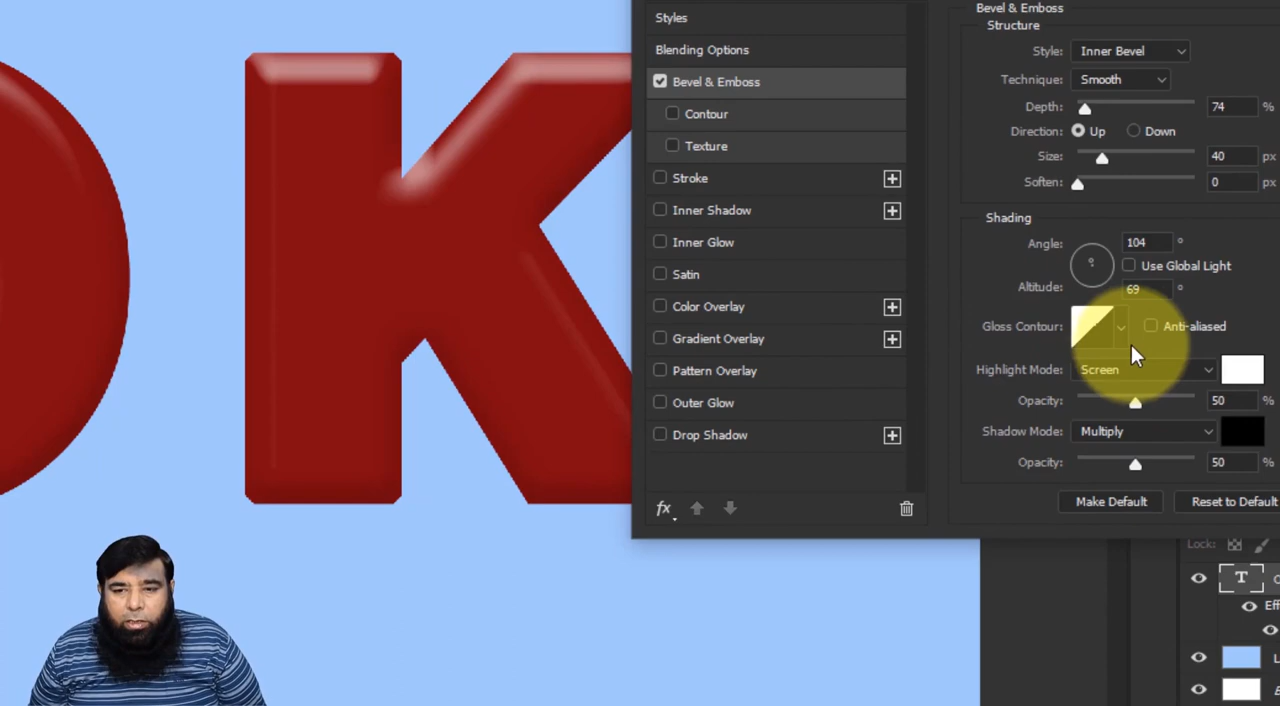 OK
Styles
Blending Options
Bevel & Emboss
Contour
Texture
Stroke
Inner Shadow
Inner Glow
Satin
Color Overlay
Gradient Overlay
Pattern Overlay
Outer Glow
Drop Shadow
fx
Bevel & Emboss
Structure
Style: Inner Bevel
Technique: Smooth
Depth: 74 %
Direction: Up Down
Size: 40 px
Soften: 0 px
Shading
Angle: 104 °
Use Global Light
Altitude: 69 °
Gloss Contour: Anti-aliased
Highlight Mode: Screen
Opacity: 50 %
Shadow Mode: Multiply
Opacity: 50 %
Make Default Reset to Default
Lock:
T